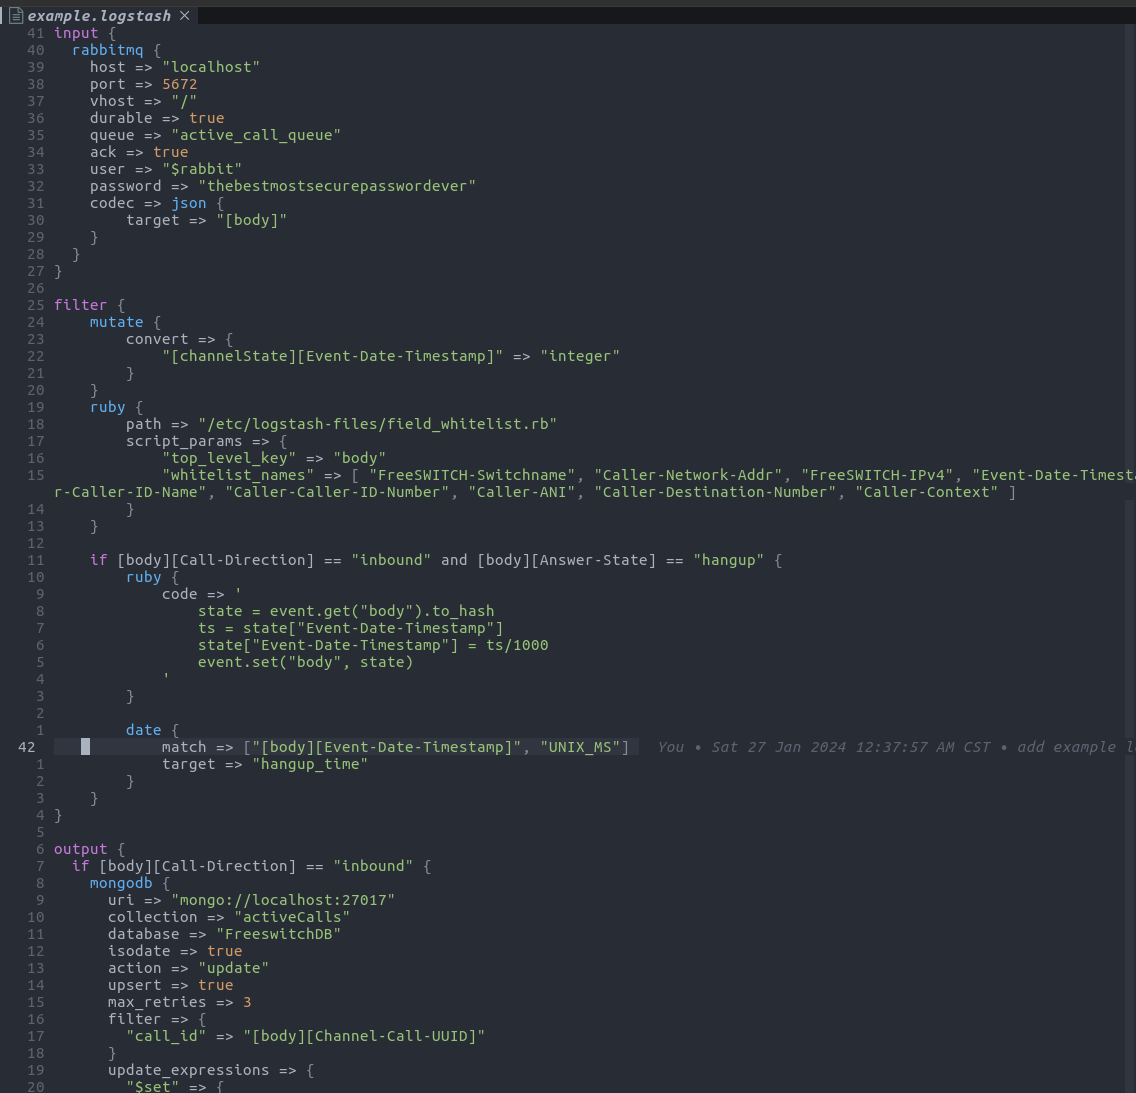 example.logstash ×
41 input {
40   rabbitmq {
39     host => "localhost"
38     port => 5672
37     vhost => "/"
36     durable => true
35     queue => "active_call_queue"
34     ack => true
33     user => "$rabbit"
32     password => "thebestmostsecurepasswordever"
31     codec => json {
30         target => "[body]"
29     }
28   }
27 }
26
25 filter {
24     mutate {
23         convert => {
22             "[channelState][Event-Date-Timestamp]" => "integer"
21         }
20     }
19     ruby {
18         path => "/etc/logstash-files/field_whitelist.rb"
17         script_params => {
16             "top_level_key" => "body"
15             "whitelist_names" => [ "FreeSWITCH-Switchname", "Caller-Network-Addr", "FreeSWITCH-IPv4", "Event-Date-Timest
r-Caller-ID-Name", "Caller-Caller-ID-Number", "Caller-ANI", "Caller-Destination-Number", "Caller-Context" ]
14         }
13     }
12
11     if [body][Call-Direction] == "inbound" and [body][Answer-State] == "hangup" {
10         ruby {
9             code => '
8                 state = event.get("body").to_hash
7                 ts = state["Event-Date-Timestamp"]
6                 state["Event-Date-Timestamp"] = ts/1000
5                 event.set("body", state)
4             '
3         }
2
1         date {
42             match => ["[body][Event-Date-Timestamp]", "UNIX_MS"]   You • Sat 27 Jan 2024 12:37:57 AM CST • add example l
1             target => "hangup_time"
2         }
3     }
4 }
5
6 output {
7   if [body][Call-Direction] == "inbound" {
8     mongodb {
9       uri => "mongo://localhost:27017"
10       collection => "activeCalls"
11       database => "FreeswitchDB"
12       isodate => true
13       action => "update"
14       upsert => true
15       max_retries => 3
16       filter => {
17         "call_id" => "[body][Channel-Call-UUID]"
18       }
19       update_expressions => {
20         "$set" => {